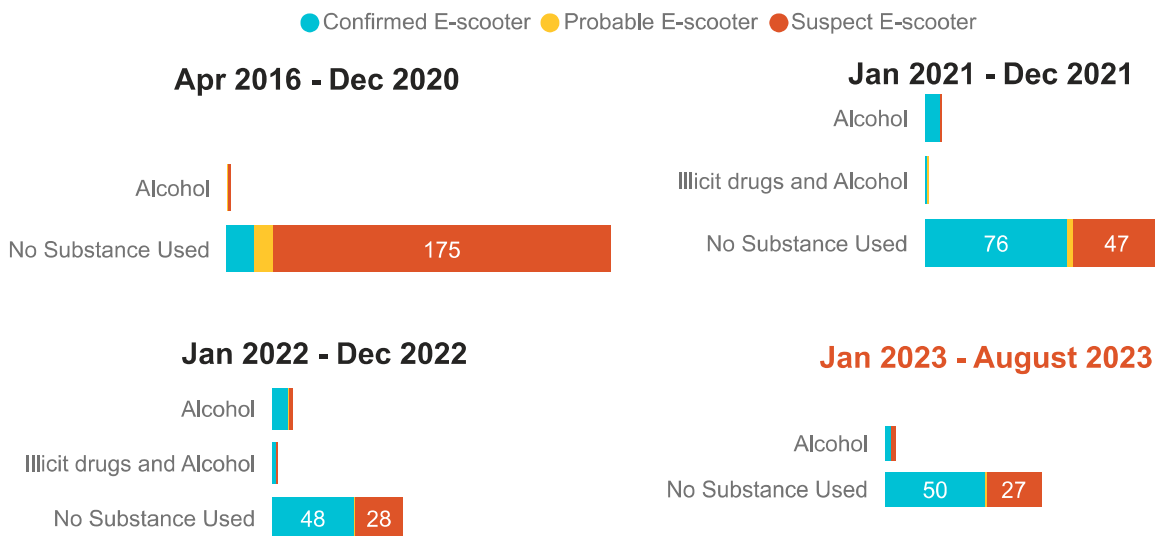 Confirmed E-scooter Probable E-scooter Suspect E-scooter
Apr 2016 - Dec 2020
Alcohol
No Substance Used 175
Jan 2021 - Dec 2021
Alcohol
Illicit drugs and Alcohol
No Substance Used 76 47
Jan 2022 - Dec 2022
Alcohol
Illicit drugs and Alcohol
No Substance Used 48 28
Jan 2023 - August 2023
Alcohol
No Substance Used 50 27